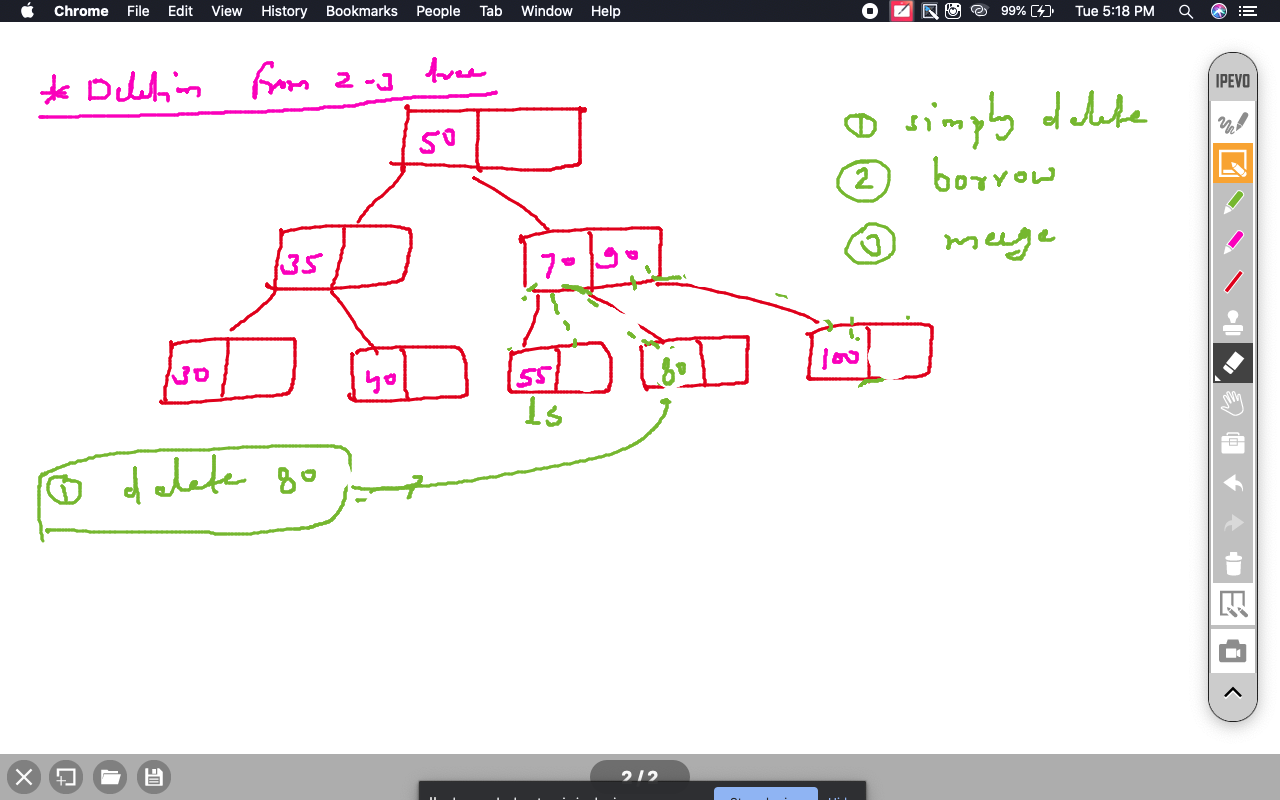 Chrome File Edit View History Bookmarks People Tab Window Help 99% Tue 5:18 PM
IPEVO
* Deletion from 2-3 tree
① simply delete
② borrow
③ merge
50
35
70 90
30
40
55
80
100
LS
① delete 80
2 / 2